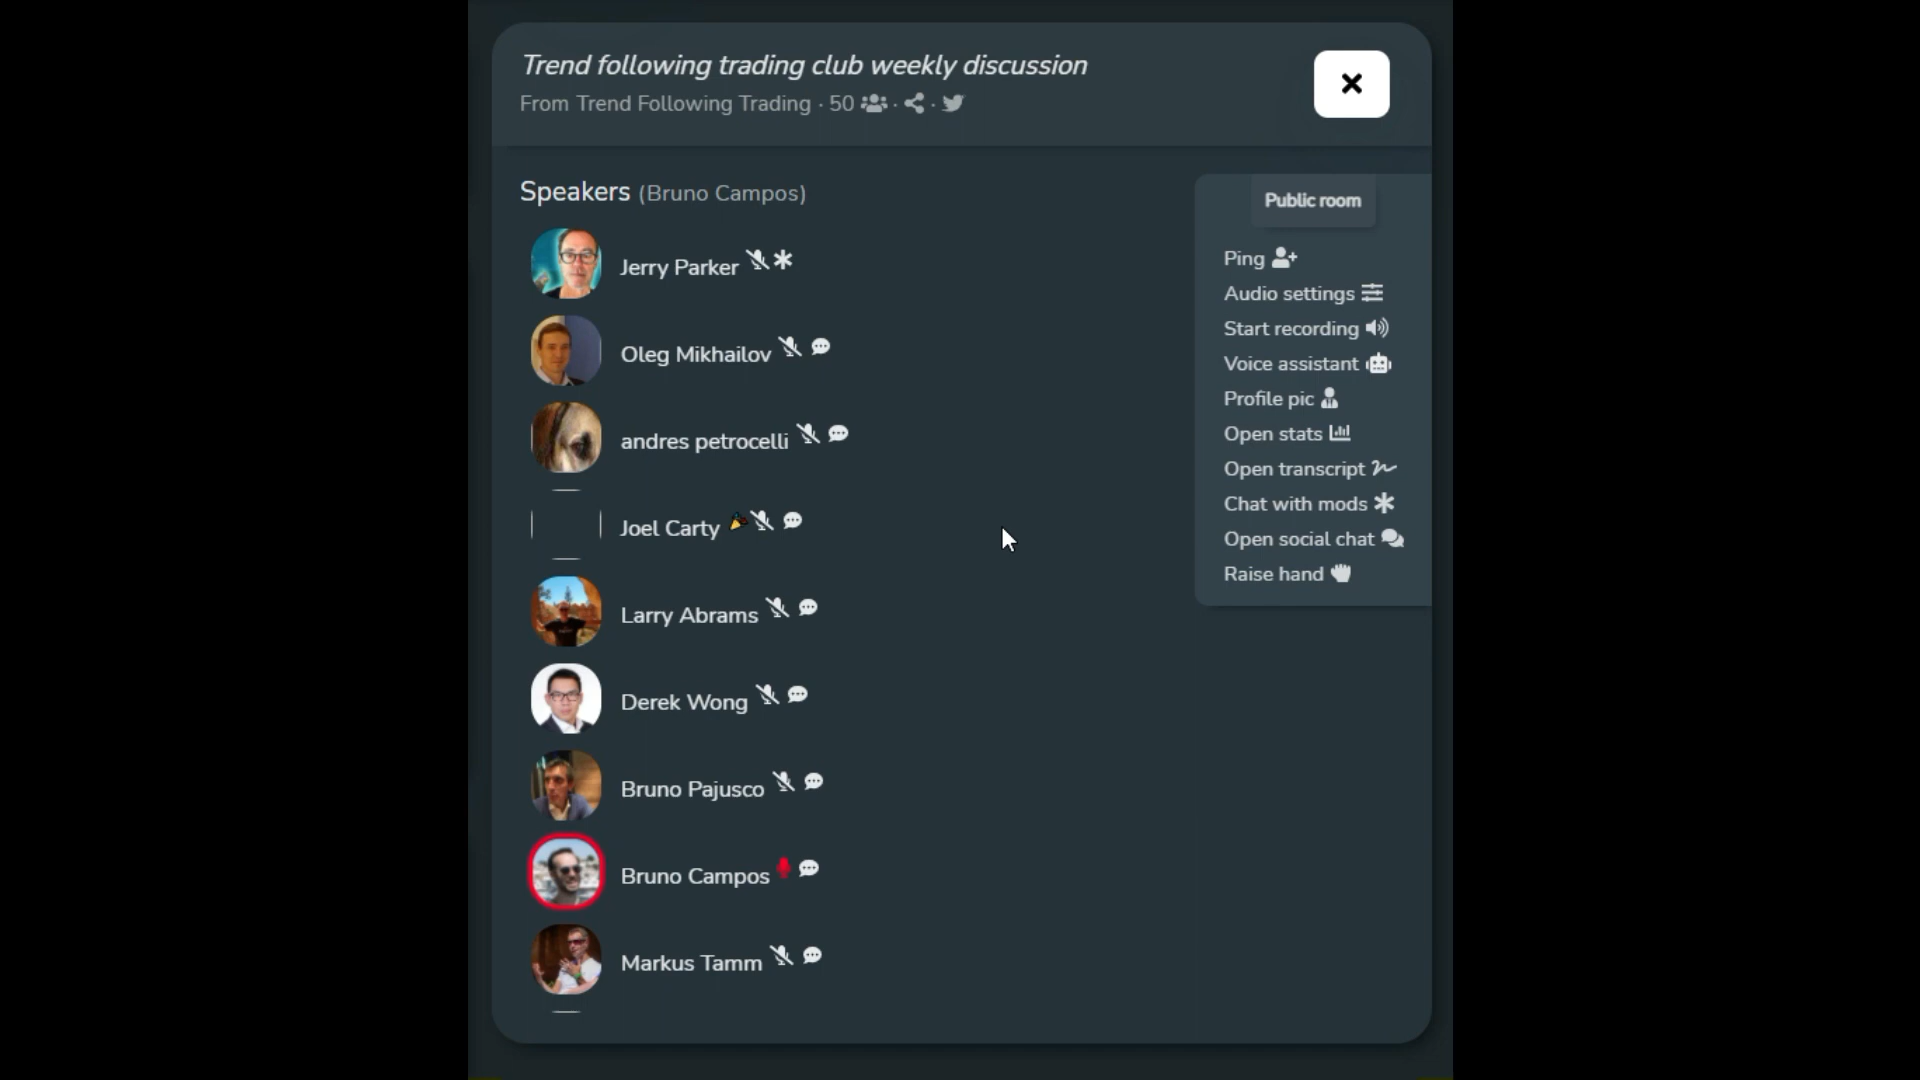 Trend following trading club weekly discussion
From Trend Following Trading · 50 · ·
Speakers (Bruno Campos)
Jerry Parker
Oleg Mikhailov
andres petrocelli
Joel Carty
Larry Abrams
Derek Wong
Bruno Pajusco
Bruno Campos
Markus Tamm
Public room
Ping
Audio settings
Start recording
Voice assistant
Profile pic
Open stats
Open transcript
Chat with mods
Open social chat
Raise hand